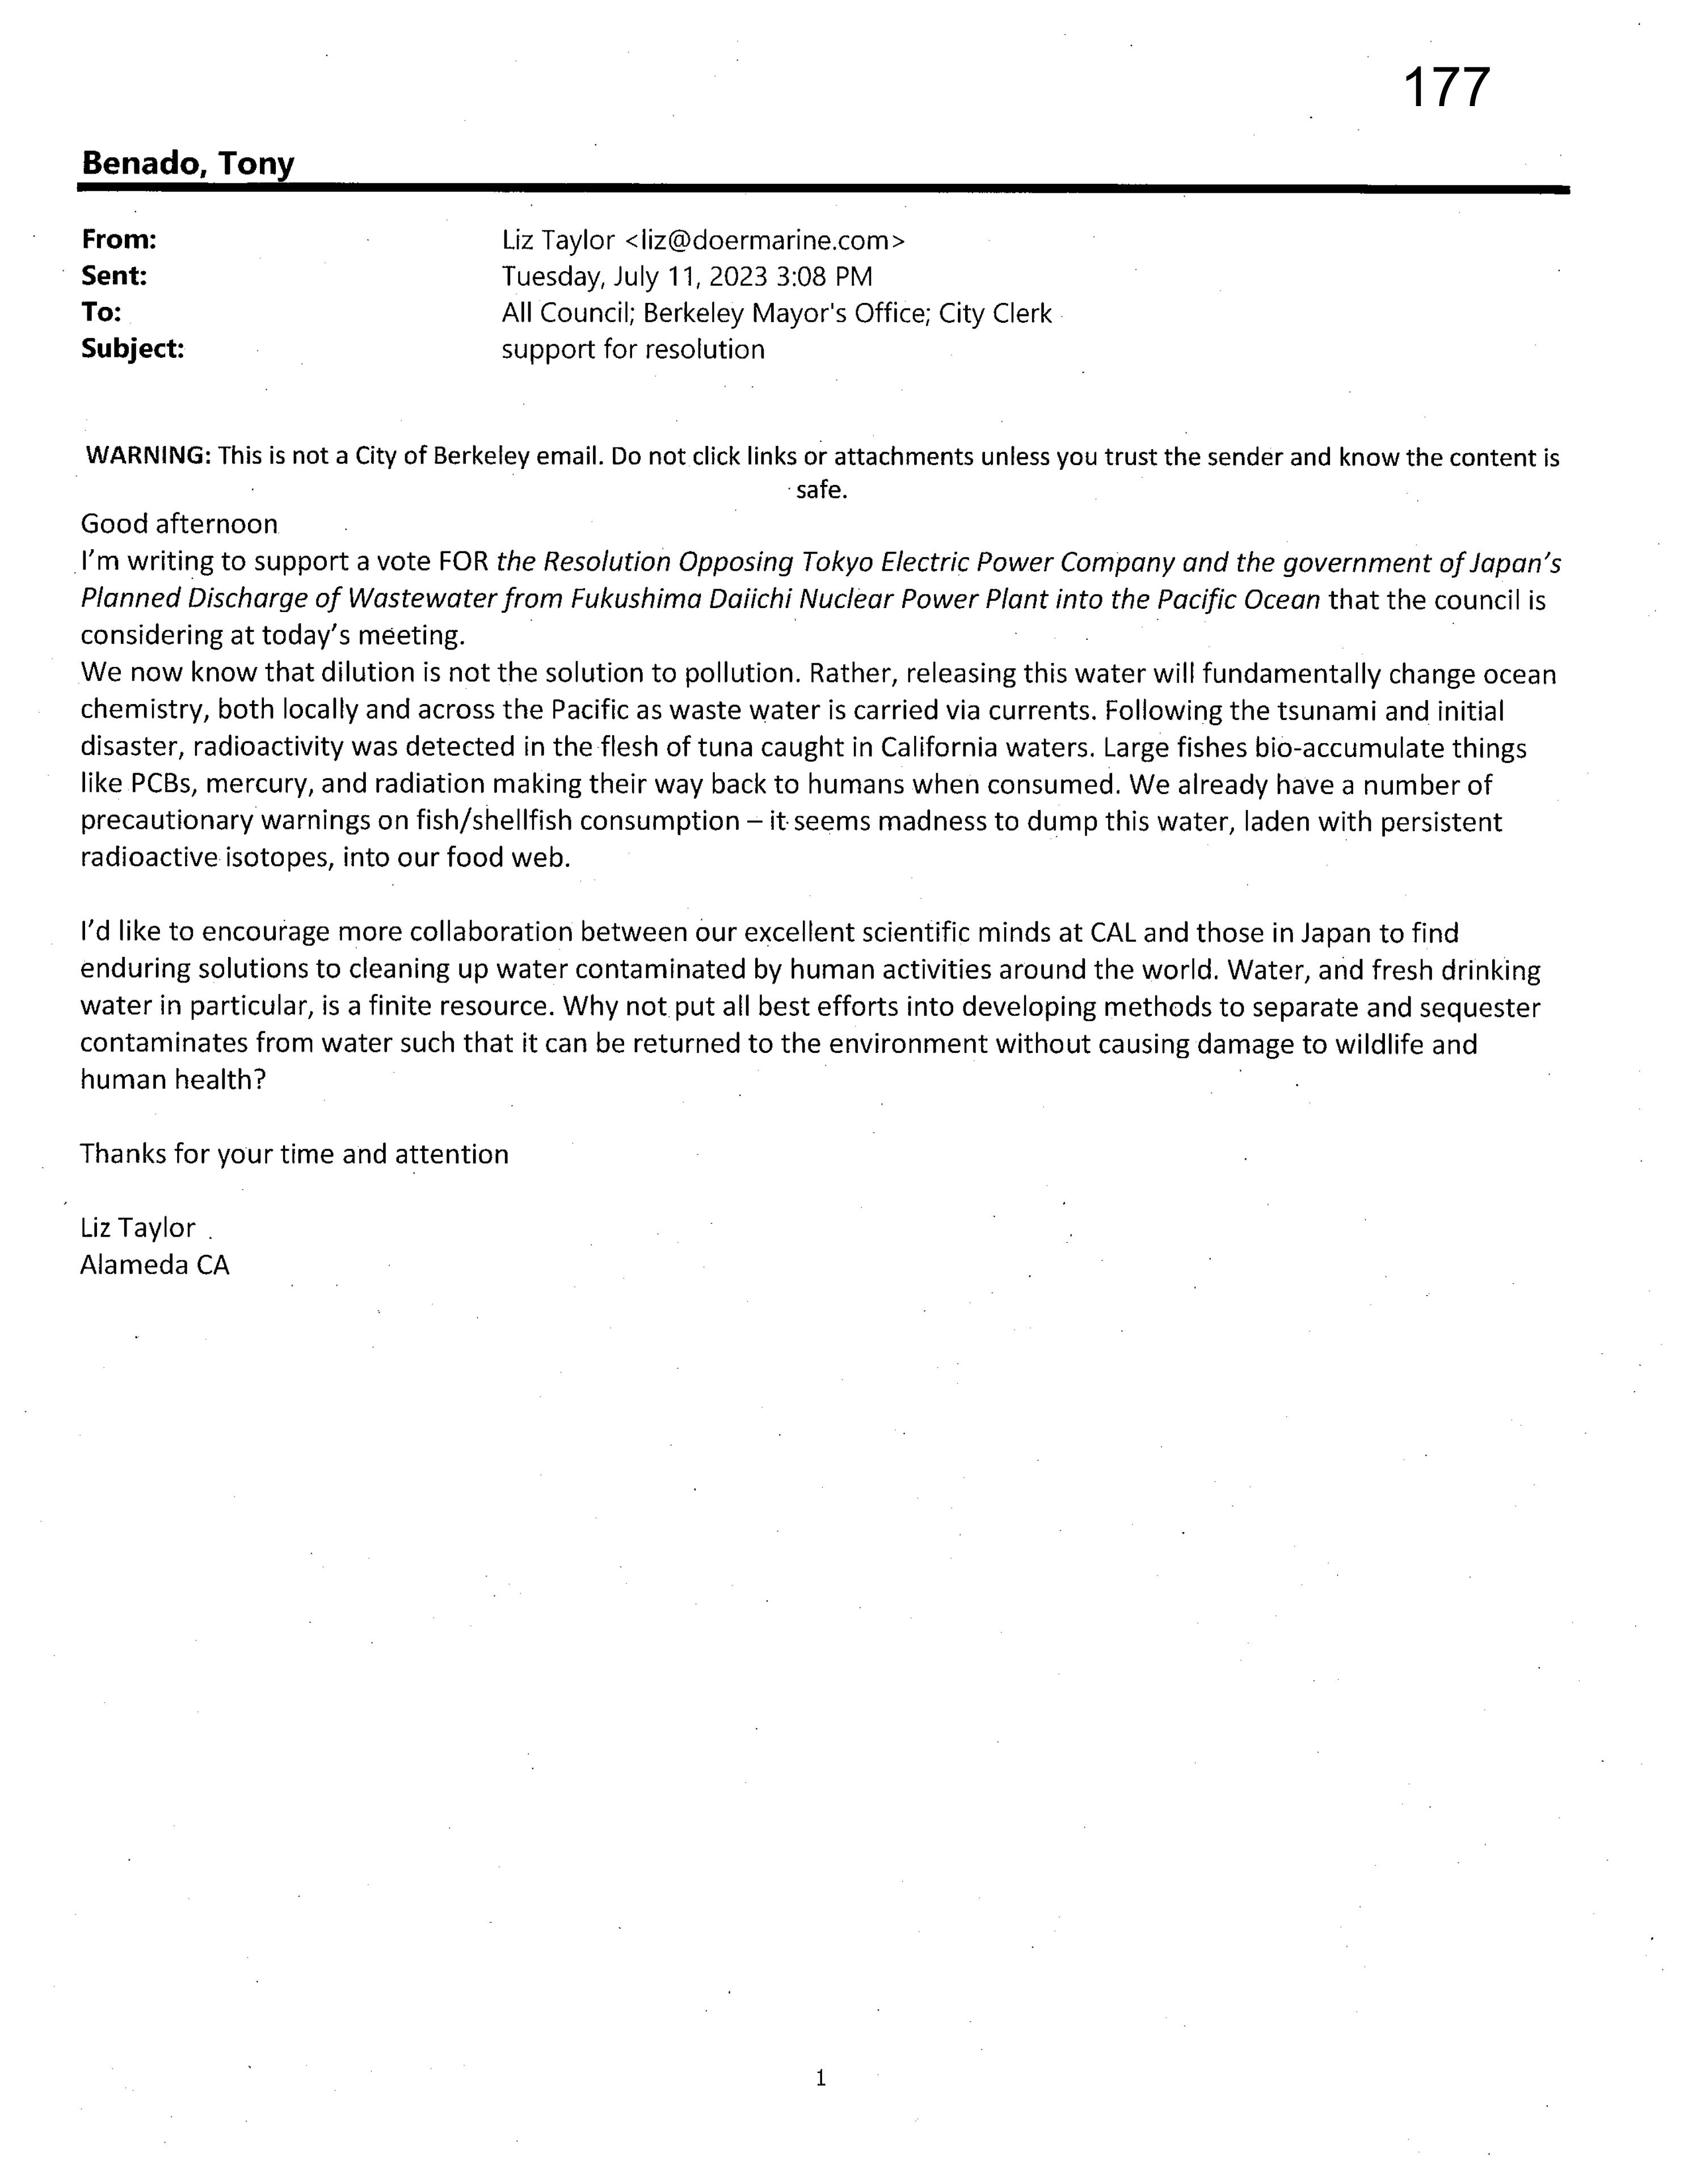 177
Benado, Tony
From: Liz Taylor <liz@doermarine.com>
Sent: Tuesday, July 11, 2023 3:08 PM
To: All Council; Berkeley Mayor's Office; City Clerk
Subject: support for resolution
WARNING: This is not a City of Berkeley email. Do not click links or attachments unless you trust the sender and know the content is
safe.
Good afternoon
I'm writing to support a vote FOR the Resolution Opposing Tokyo Electric Power Company and the government of Japan's
Planned Discharge of Wastewater from Fukushima Daiichi Nuclear Power Plant into the Pacific Ocean that the council is
considering at today's meeting.
We now know that dilution is not the solution to pollution. Rather, releasing this water will fundamentally change ocean
chemistry, both locally and across the Pacific as waste water is carried via currents. Following the tsunami and initial
disaster, radioactivity was detected in the flesh of tuna caught in California waters. Large fishes bio-accumulate things
like PCBs, mercury, and radiation making their way back to humans when consumed. We already have a number of
precautionary warnings on fish/shellfish consumption – it seems madness to dump this water, laden with persistent
radioactive isotopes, into our food web.
I'd like to encourage more collaboration between our excellent scientific minds at CAL and those in Japan to find
enduring solutions to cleaning up water contaminated by human activities around the world. Water, and fresh drinking
water in particular, is a finite resource. Why not put all best efforts into developing methods to separate and sequester
contaminates from water such that it can be returned to the environment without causing damage to wildlife and
human health?
Thanks for your time and attention
Liz Taylor
Alameda CA
1